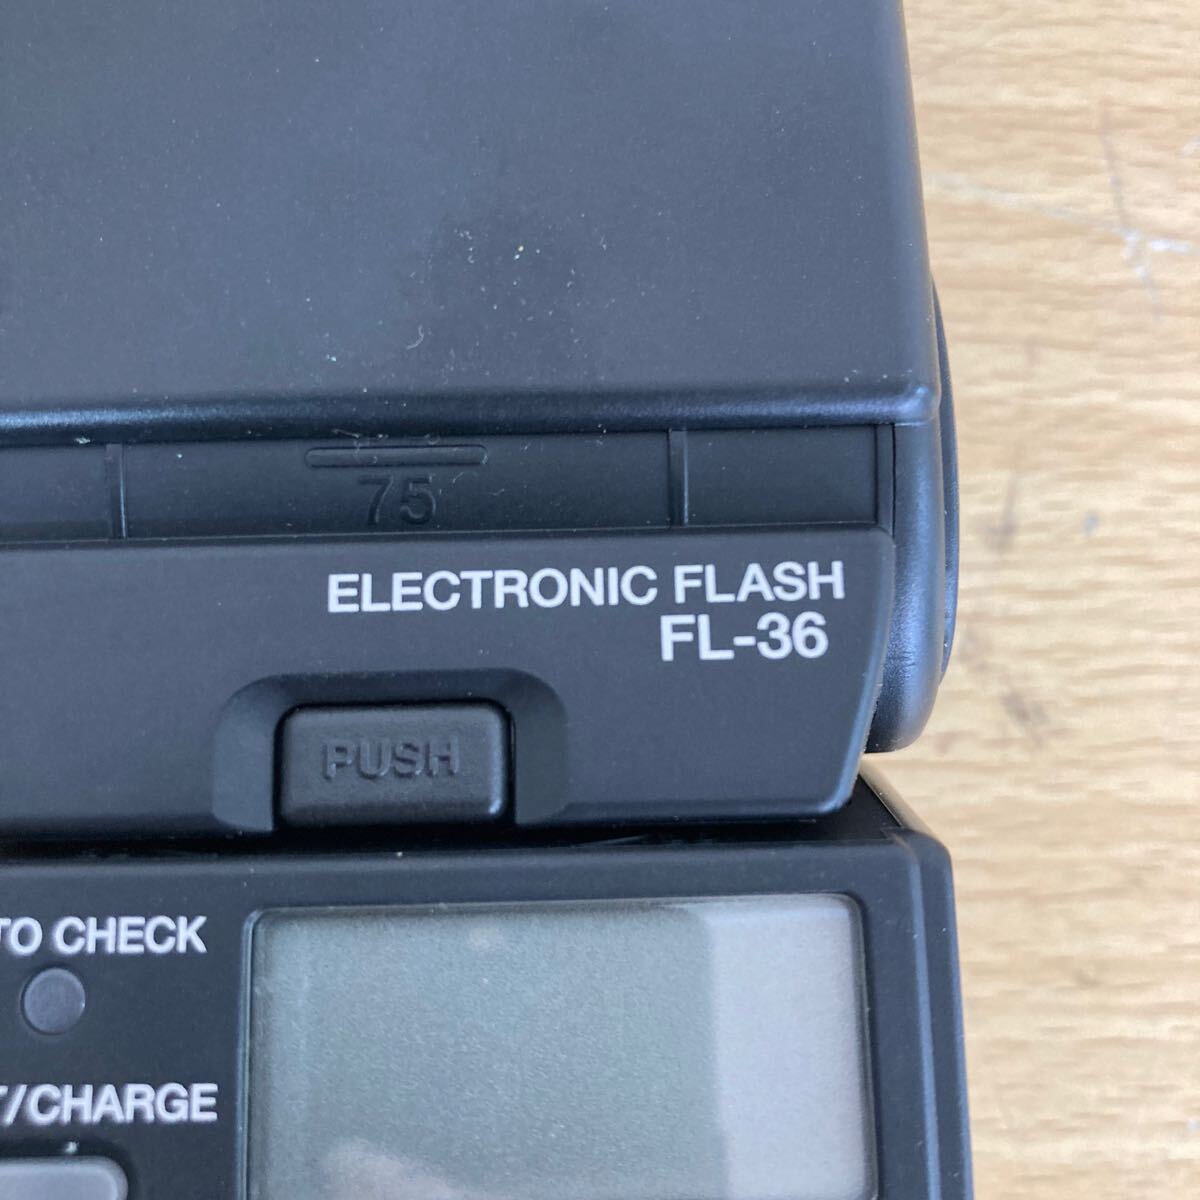 75
ELECTRONIC FLASH
FL-36
PUSH
TO CHECK
/CHARGE